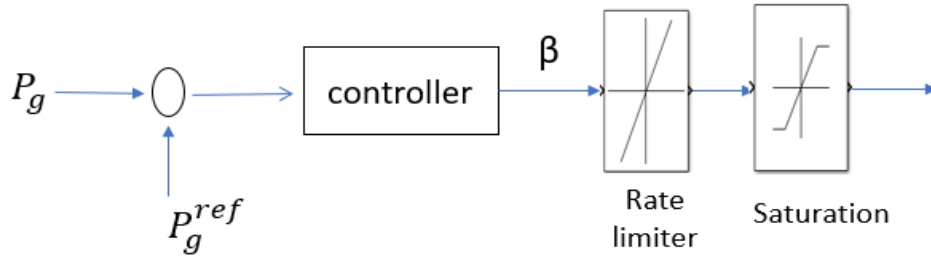 P_g
controller
β
P_g^{ref}
Rate
limiter
Saturation